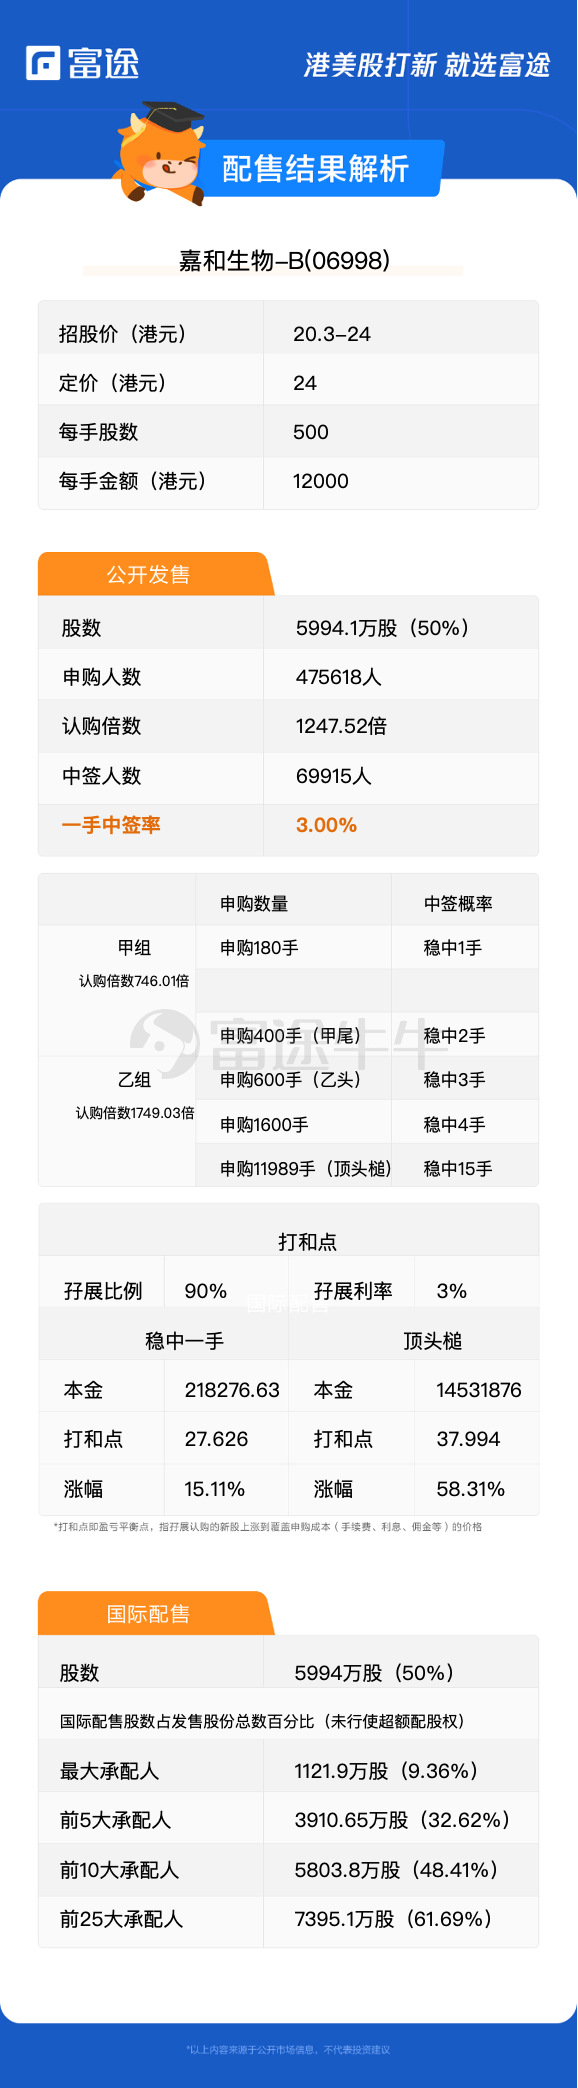 富途
港美股打新 就选富途
配售结果解析
嘉和生物-B(06998)
招股价（港元） 20.3-24
定价（港元） 24
每手股数 500
每手金额（港元） 12000
公开发售
股数 5994.1万股（50%）
申购人数 475618人
认购倍数 1247.52倍
中签人数 69915人
一手中签率 3.00%
申购数量 中签概率
甲组 申购180手 稳中1手
认购倍数746.01倍
富途牛牛
申购400手（甲尾） 稳中2手
乙组 申购600手（乙头） 稳中3手
认购倍数1749.03倍
申购1600手 稳中4手
申购11989手（顶头槌） 稳中15手
打和点
孖展比例 90% 孖展利率 3%
国际配售
稳中一手 顶头槌
本金 218276.63 本金 14531876
打和点 27.626 打和点 37.994
涨幅 15.11% 涨幅 58.31%
*打和点即盈亏平衡点，指孖展认购的新股上涨到覆盖申购成本（手续费、利息、佣金等）的价格
国际配售
股数 5994万股（50%）
国际配售股数占发售股份总数百分比（未行使超额配股权）
最大承配人 1121.9万股（9.36%）
前5大承配人 3910.65万股（32.62%）
前10大承配人 5803.8万股（48.41%）
前25大承配人 7395.1万股（61.69%）
*以上内容来源于公开市场信息，不代表投资建议